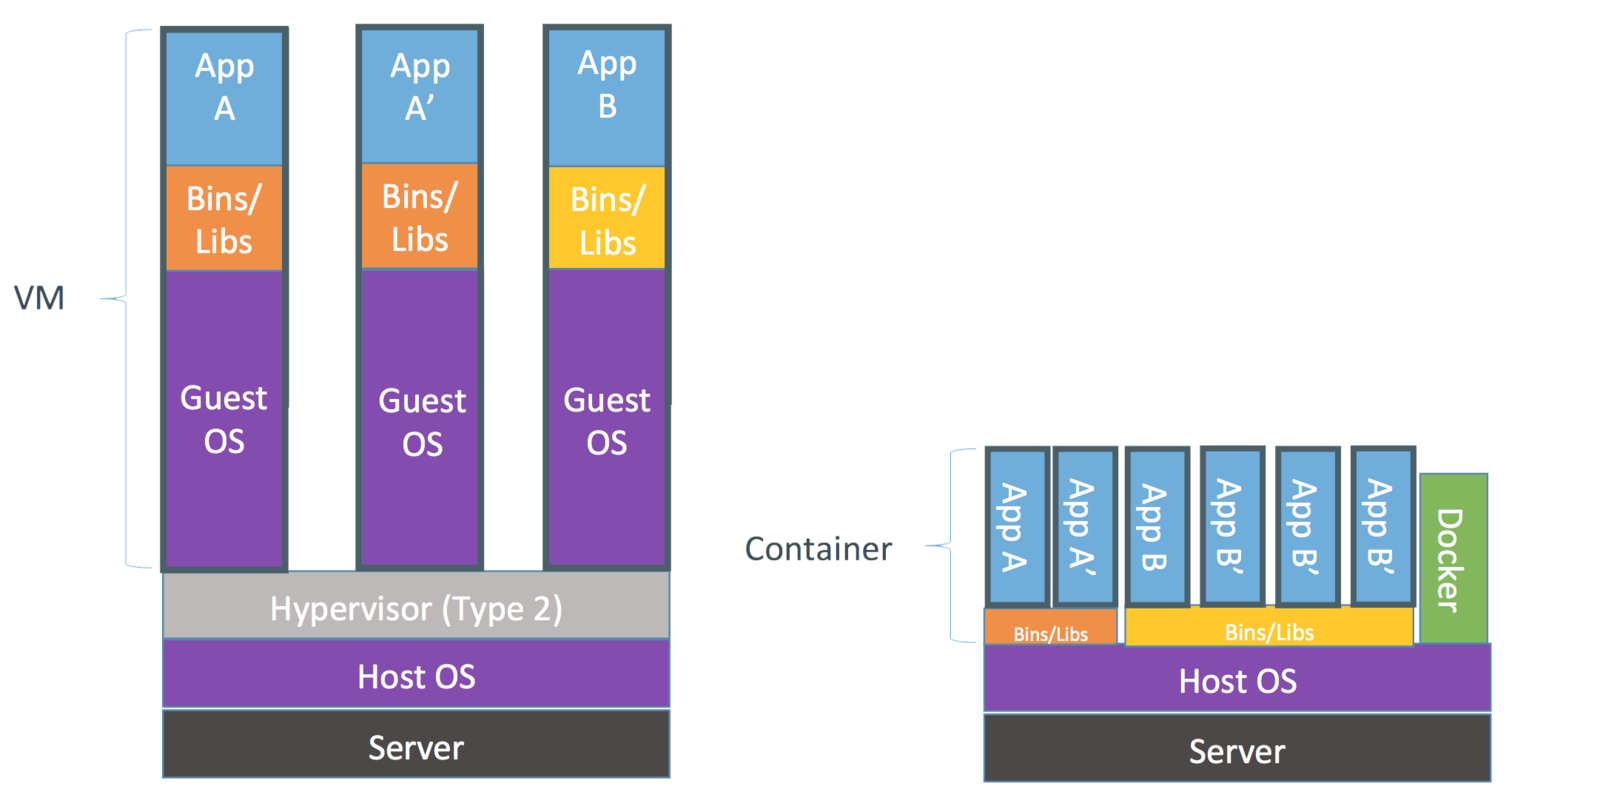 VM
App
A
Bins/
Libs
Guest
OS
App
A’
Bins/
Libs
Guest
OS
App
B
Bins/
Libs
Guest
OS
Hypervisor (Type 2)
Host OS
Server
Container
App A
App A’
App B
App B’
App B’
App B’
Docker
Bins/Libs
Bins/Libs
Host OS
Server